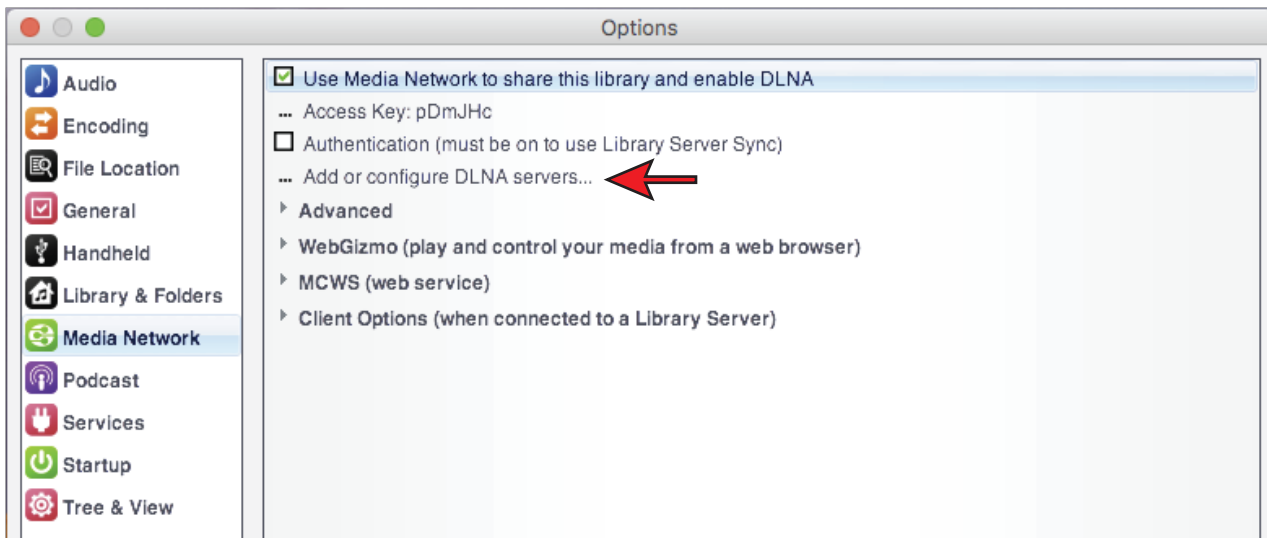 Options
Audio
Encoding
File Location
General
Handheld
Library & Folders
Media Network
Podcast
Services
Startup
Tree & View
Use Media Network to share this library and enable DLNA
... Access Key: pDmJHc
Authentication (must be on to use Library Server Sync)
... Add or configure DLNA servers...
Advanced
WebGizmo (play and control your media from a web browser)
MCWS (web service)
Client Options (when connected to a Library Server)